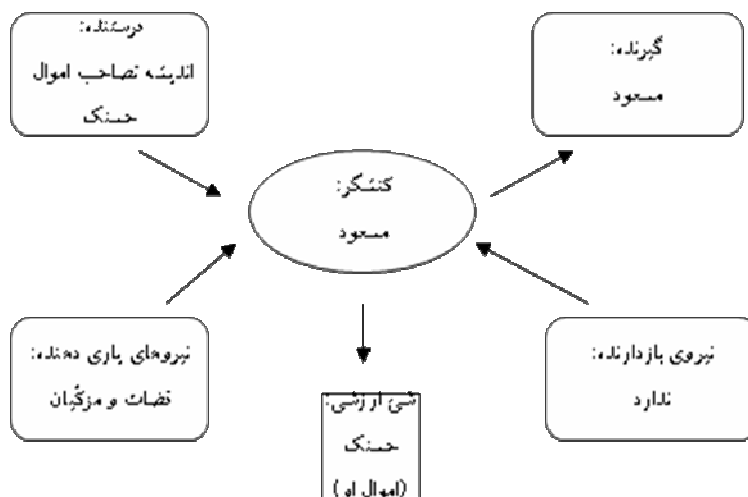 گیرنده:
مسعود
فرستنده:
اندیشه تصاحب اموال
حسنک
کنشگر:
مسعود
نیروی بازدارنده:
ندارد
نیروهای یاری دهنده:
قضات و مزکّیان
شی ارزشی:
حسنک
(اموال او)